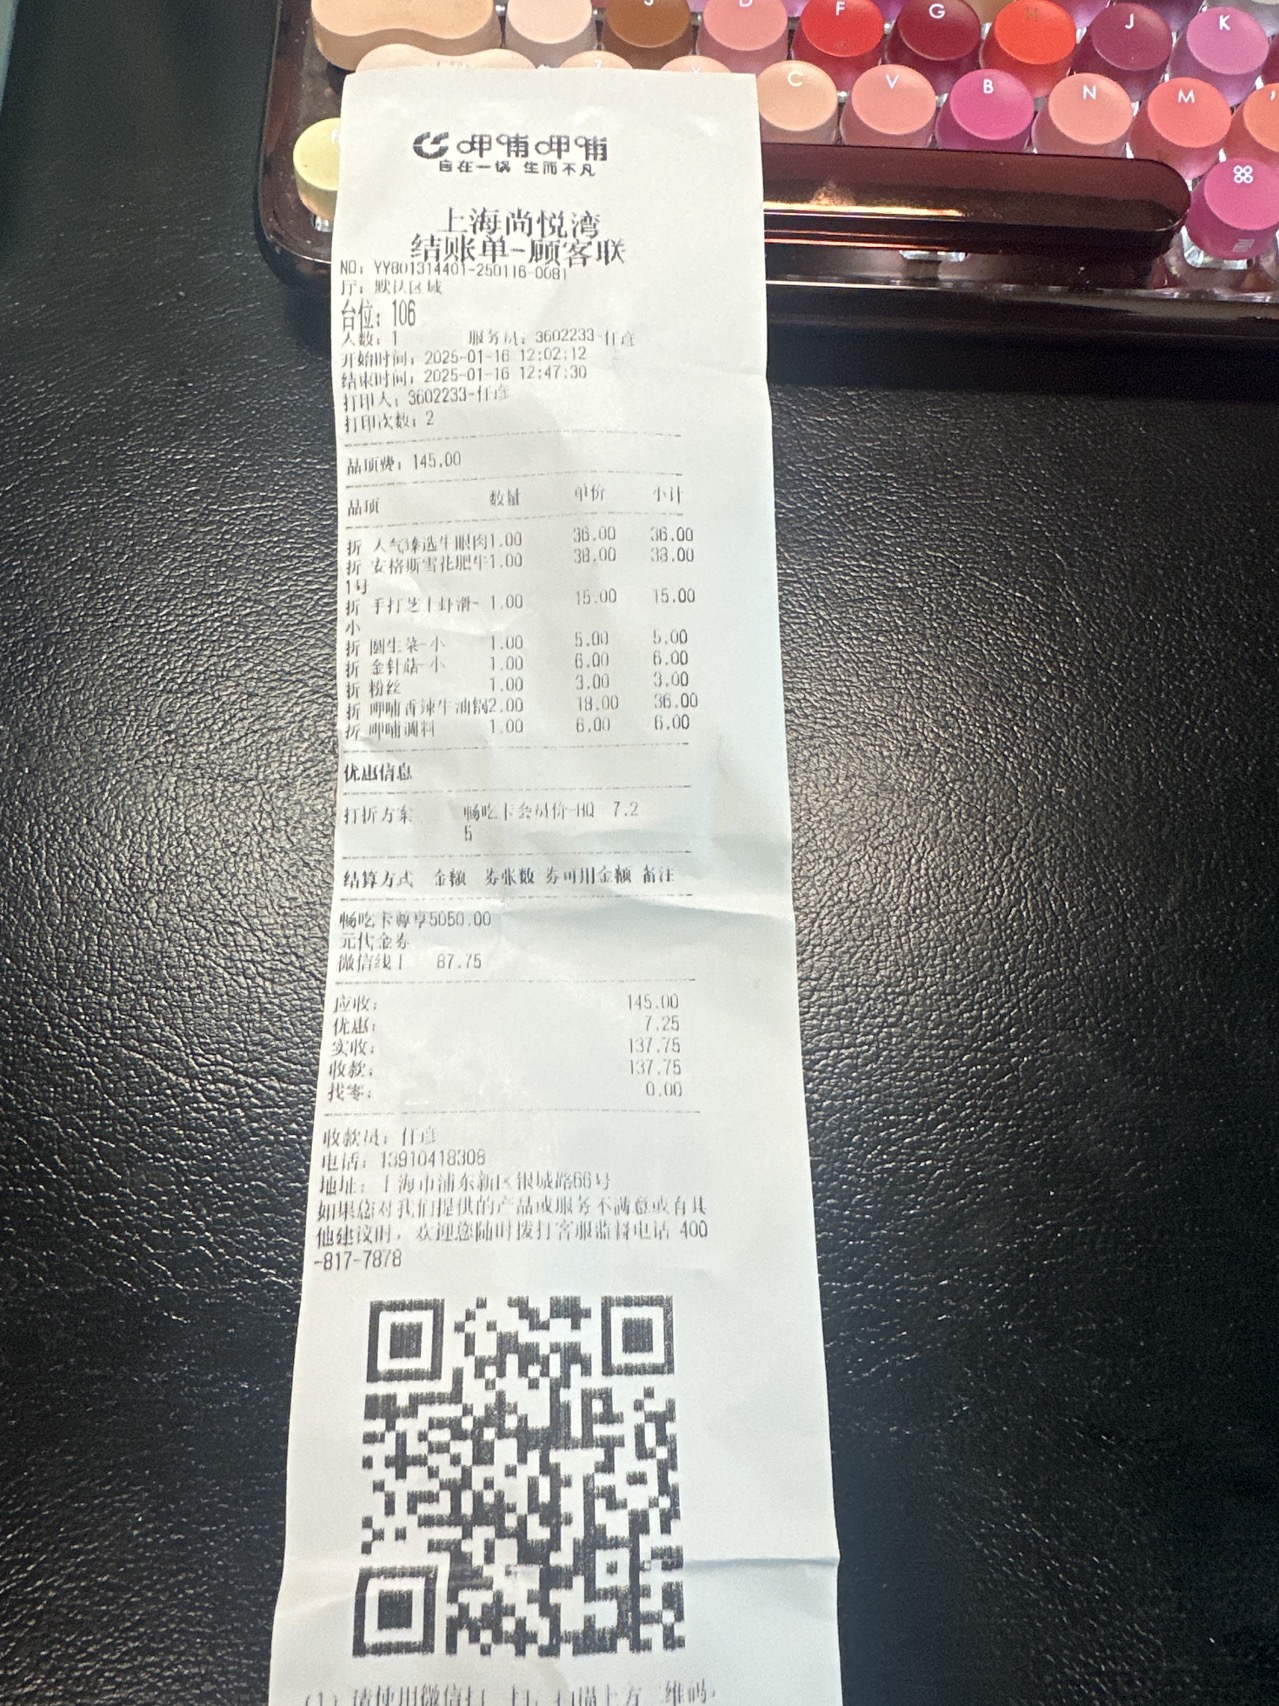 S D F G H J K
Z X C V B N M ,
fn ⌘
呷哺呷哺
自在一锅 生而不凡
上海尚悦湾
结账单-顾客联
NO: YY801314401-250116-0081
厅: 默认区域
台位: 106
人数: 1 服务员: 3602233-任彦
开始时间: 2025-01-16 12:02:12
结束时间: 2025-01-16 12:47:30
打印人: 3602233-任彦
打印次数: 2
品项费: 145.00
品项 数量 单价 小计
折 人气臻选牛眼肉1.00 36.00 36.00
折 安格斯雪花肥牛1.00 38.00 38.00
1号
折 手打芝士虾滑- 1.00 15.00 15.00
小
折 圆生菜-小 1.00 5.00 5.00
折 金针菇-小 1.00 6.00 6.00
折 粉丝 1.00 3.00 3.00
折 呷哺香辣牛油锅2.00 18.00 36.00
折 呷哺调料 1.00 6.00 6.00
优惠信息
打折方案 畅吃卡会员价-HQ 7.2
5
结算方式 金额 券张数 券可用金额 备注
畅吃卡尊享5050.00
元代金券
微信线上 87.75
应收: 145.00
优惠: 7.25
实收: 137.75
收款: 137.75
找零: 0.00
收款员: 任彦
电话: 13910418308
地址: 上海市浦东新区银城路66号
如果您对我们提供的产品或服务不满意或有其
他建议时, 欢迎您随时拨打客服监督电话 400
-817-7878
(1) 请使用微信扫一扫, 扫描上方二维码,